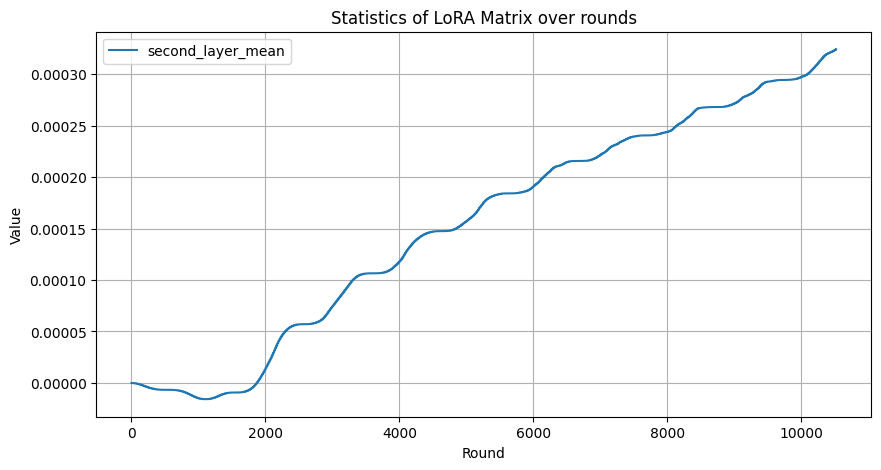 Statistics of LoRA Matrix over rounds
second_layer_mean
0.00030
0.00025
0.00020
0.00015
0.00010
0.00005
0.00000
Value
0 2000 4000 6000 8000 10000
Round